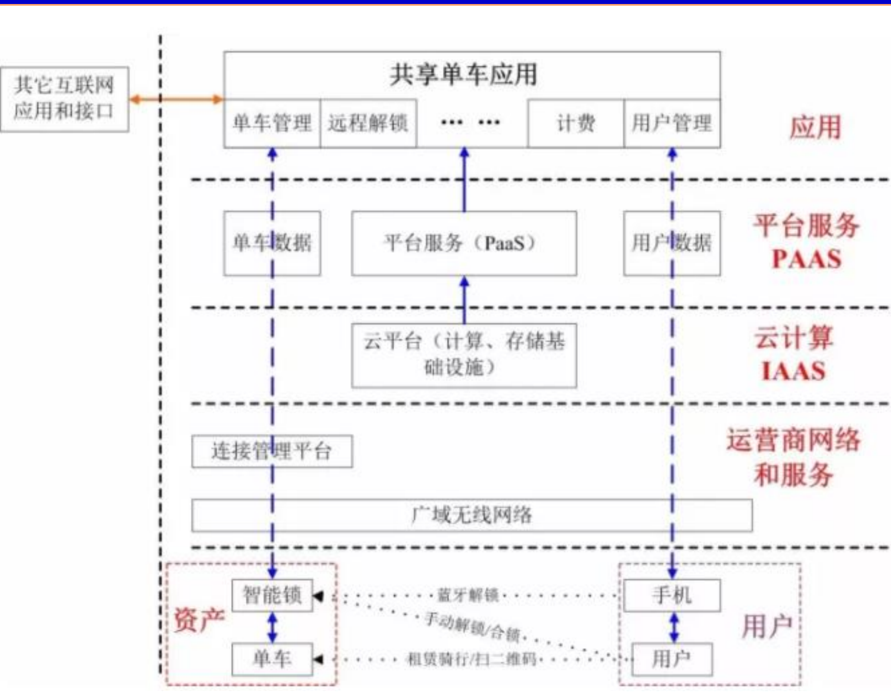 共享单车应用
其它互联网
应用和接口
单车管理 远程解锁 ··· ··· 计费 用户管理
应用
单车数据 平台服务（PaaS） 用户数据
平台服务
PAAS
云平台（计算、存储基
础设施）
云计算
IAAS
连接管理平台
运营商网络
和服务
广域无线网络
智能锁 蓝牙解锁 手机
资产 手动解锁/合锁 用户
单车 租赁骑行/扫二维码 用户